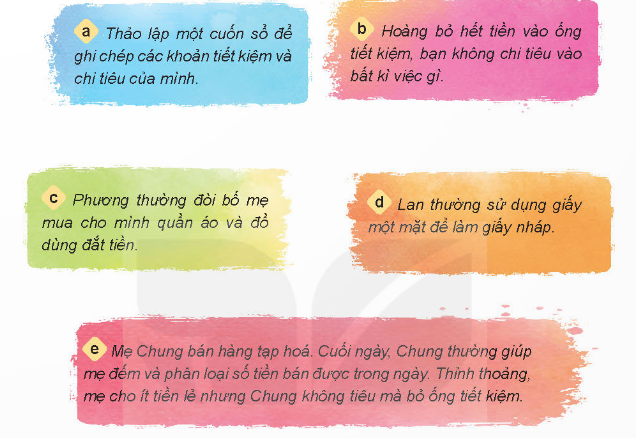 a Thảo lập một cuốn sổ để
ghi chép các khoản tiết kiệm và
chi tiêu của mình.
b Hoàng bỏ hết tiền vào ống
tiết kiệm, bạn không chi tiêu vào
bất kì việc gì.
c Phương thường đòi bố mẹ
mua cho mình quần áo và đồ
dùng đắt tiền.
d Lan thường sử dụng giấy
một mặt để làm giấy nháp.
e Mẹ Chung bán hàng tạp hoá. Cuối ngày, Chung thường giúp
mẹ đếm và phân loại số tiền bán được trong ngày. Thỉnh thoảng,
mẹ cho ít tiền lẻ nhưng Chung không tiêu mà bỏ ống tiết kiệm.